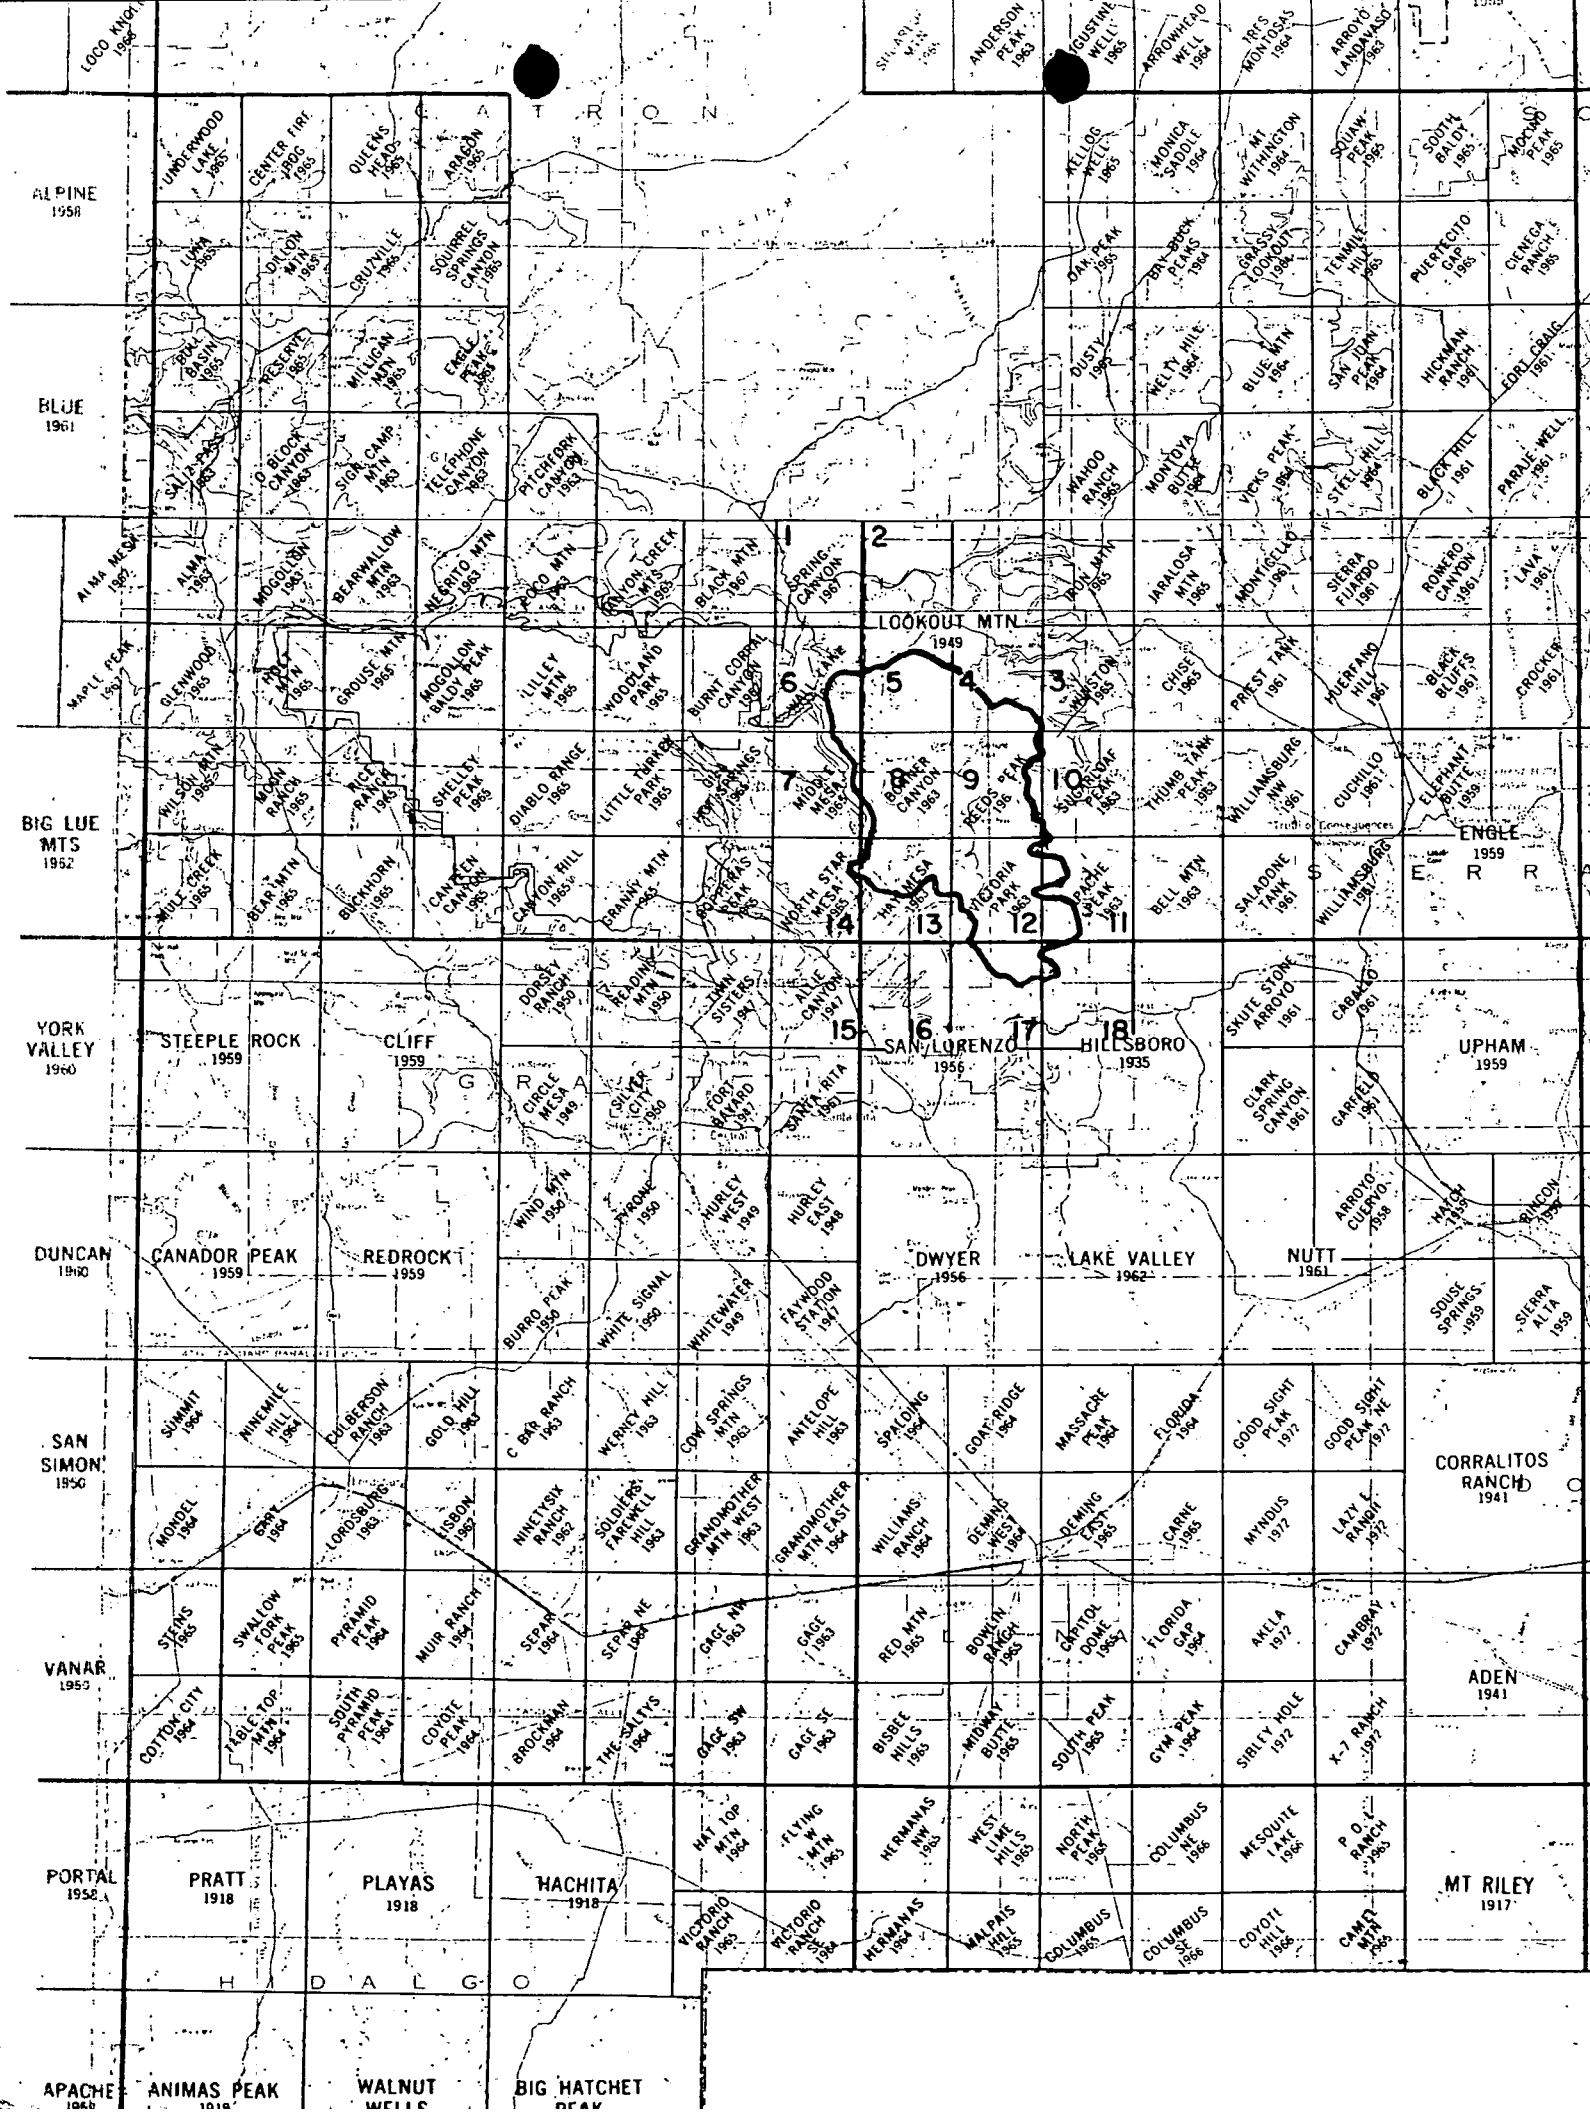 LOCO KNOLL
ANDERSON
PEAK
1963
WELL
1965
ARROWHEAD
WELL
1964
MONTOSAS
1964
ARROYO
LANDAVASO
1963
CATRON
ALPINE
1958
UNDERWOOD
LAKE
1965
CENTER FIRE
BOG
1965
QUEENS
HEAD
1965
ARAGON
1965
KELLOG
WELL
1965
MONICA
SADDLE
1964
MT
WITHINGTON
1964
SQUAW
PEAK
1965
SOUTH
BALDY
1965
PEAK
1965
LUNA
1965
DILLON
MTN
1965
CRUZVILLE
1965
SQUIRREL
SPRINGS
CANYON
1965
OAK PEAK
1965
BAY BUCK
PEAKS
1964
GRASSY
LOOKOUT
1964
TENMILE
HILL
1965
PUERTECITO
GAP
1965
CIENEGA
RANCH
1965
BLUE
1961
BULL
BASIN
1965
RESERVE
1965
MILLIGAN
MTN
1965
EAGLE
PEAK
1965
DUSTY
1965
WELTY HILL
1964
BLUE MTN
1964
SAN JUAN
PEAK
1964
HICKMAN
RANCH
1961
FORT CRAIG
1961
SALIZ PASS
1963
O BLOCK
CANYON
1963
SIGN CAMP
MTN
1963
TELEPHONE
CANYON
1963
PITCHFORK
CANYON
1963
WAHOO
RANCH
1965
MONTOYA
BUTTE
1964
VICKS PEAK
1964
STEEL HILL
1964
BLACK HILL
1961
PARAJE WELL
1961
ALMA MESA
ALMA
1963
MOGOLLON
1963
BEARWALLOW
MTN
1963
NEGRITO MTN
1963
LOCO MTN
1963
CANYON CREEK
MTS
1965
BLACK MTN
1967
1
SPRING
CANYON
1967
2
IRON MTN
1965
JARALOSA
MTN
1965
MONTICELLO
1961
SIERRA
FIJARDO
1961
ROMERO
CANYON
1961
LAVA
1961
LOOKOUT MTN
1949
MAPLE PEAK
GLENWOOD
1965
HOLT
MTN
1965
GROUSE MTN
1965
MOGOLLON
BALDY PEAK
1965
LILLEY
MTN
1965
WOODLAND
PARK
1965
BURNT CORRAL
CANYON
6
WALL LAKE
5
4
3
WINSTON
1965
CHISE
1965
PRIEST TANK
1961
HUERFANO
HILL
1961
BLACK
BLUFFS
1961
CROCKER
1961
BIG LUE
MTS
1962
WILSON MTN
1965
MOON
RANCH
1965
RICE
RANCH
SHELLEY
PEAK
1965
DIABLO RANGE
1965
LITTLE TURKEY
PARK
1965
GILA
HOT SPRINGS
1965
7
MIDDLE
MESA
1965
8
BONNER
CANYON
1963
9
REEDS PEAK
10
SUGARLOAF
PEAK
1963
THUMB TANK
PEAK
1963
WILLIAMSBURG
NW
1961
CUCHILLO
1961
ELEPHANT
BUTTE
1959
Truth or Consequences
ENGLE
1959
MULE CREEK
1965
BEAR MTN
1965
BUCKHORN
1965
CANTEEN
CANYON
1965
CANYON HILL
1965
GRANNY MTN
1965
COPPERAS
PEAK
1965
NORTH STAR
MESA
1965
HAY MESA
1963
VICTORIA
PARK
1963
APACHE
PEAK
1963
BELL MTN
1963
SALADONE
TANK
1961
WILLIAMSBURG
1961
SIERRA
14
13
12
11
YORK
VALLEY
1960
STEEPLE ROCK
1959
CLIFF
1959
DORSEY
RANCH
1950
READING
MTN
1950
TWIN
SISTERS
1947
ALLIE
CANYON
1947
15
16
17
18
SAN LORENZO
1956
HILLSBORO
1935
SKUTE STONE
ARROYO
1961
CABALLO
1961
UPHAM
1959
GRANT
CIRCLE
MESA
1949
SILVER
CITY
1950
FORT
BAYARD
1947
SANTA RITA
1961
CLARK
SPRING
CANYON
1961
GARFIELD
1961
DUNCAN
1960
CANADOR PEAK
1959
REDROCK
1959
WIND MTN
1950
TYRONE
1950
HURLEY
WEST
1949
HURLEY
EAST
1948
DWYER
1956
LAKE VALLEY
1962
NUTT
1961
ARROYO
CUERVO
1958
HATCH
1959
RINCON
1959
BURRO PEAK
1950
WHITE SIGNAL
1950
WHITEWATER
1949
FAYWOOD
STATION
1947
SOUSE
SPRINGS
1959
SIERRA
ALTA
1959
SAN
SIMON
1950
SUMMIT
1964
NINEMILE
HILL
1964
CULBERSON
RANCH
1963
GOLD HILL
1963
C BAR RANCH
1963
WERNEY HILL
1963
COW SPRINGS
MTN
1963
ANTELOPE
HILL
1963
SPALDING
1964
GOAT RIDGE
1964
MASSACRE
PEAK
1964
FLORIDA
1964
GOOD SIGHT
PEAK
1972
GOOD SIGHT
PEAK NE
1972
CORRALITOS
RANCH
1941
MONDEL
1964
GARY
1964
LORDSBURG
1963
LISBON
1962
NINETYSIX
RANCH
1962
SOLDIERS
FAREWELL
HILL
1963
GRANDMOTHER
MTN WEST
1963
GRANDMOTHER
MTN EAST
1964
WILLIAMS
RANCH
1964
DEMING
WEST
1964
DEMING
EAST
1965
CARNE
1965
MYNDUS
1972
LAZY E
RANCH
1972
VANAR
STEINS
1965
SWALLOW
FORK
PEAK
1965
PYRAMID
PEAK
1964
MUIR RANCH
1964
SEPAR
1964
SEPAR NE
1964
GAGE NW
1963
GAGE
1963
RED MTN
1965
BOWLIN
RANCH
1965
CAPITOL
DOME
1965
FLORIDA
GAP
1964
AKELA
1972
CAMBRAY
1972
ADEN
1941
COTTON CITY
1964
TABLE TOP
MTN
1964
SOUTH
PYRAMID
PEAK
1964
COYOTE
PEAK
1964
BROCKMAN
1964
THE SALTYS
1964
GAGE SW
1963
GAGE SE
1963
BISBEE
HILLS
1965
MIDWAY
BUTTE
1965
SOUTH PEAK
1965
GYM PEAK
1964
SIBLEY HOLE
1972
X-7 RANCH
1972
PORTAL
1958
PRATT
1918
PLAYAS
1918
HACHITA
1918
HAT TOP
MTN
1964
FLYING
W
MTN
1965
HERMANAS
NW
1965
WEST
LIME
HILLS
1965
NORTH
PEAK
1965
COLUMBUS
NE
1966
MESQUITE
LAKE
1966
P O L
RANCH
1965
MT RILEY
1917
VICTORIO
RANCH
1965
VICTORIO
RANCH
SE
1964
HERMANAS
1964
MALPAIS
HILL
1965
COLUMBUS
1965
COLUMBUS
SE
1966
COYOTE
HILL
1966
CAMEL
MTN
1965
HIDALGO
APACHE
ANIMAS PEAK
WALNUT
WELLS
BIG HATCHET
PEAK